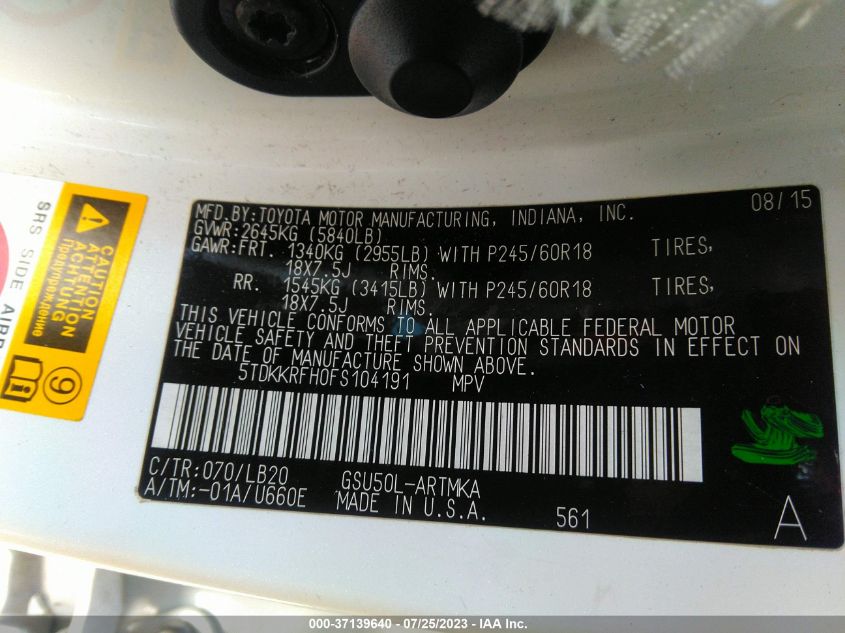 MFD.BY:TOYOTA MOTOR MANUFACTURING, INDIANA, INC. 08/15
GVWR:2645KG (5840LB)
GAWR:FRT. 1340KG (2955LB) WITH P245/60R18 TIRES,
18X7.5J RIMS.
RR. 1545KG (3415LB) WITH P245/60R18 TIRES,
18X7.5J RIMS.
THIS VEHICLE CONFORMS TO ALL APPLICABLE FEDERAL MOTOR
VEHICLE SAFETY AND THEFT PREVENTION STANDARDS IN EFFECT ON
THE DATE OF MANUFACTURE SHOWN ABOVE.
5TDKKRFH0FS104191 MPV
C/TR:070/LB20 GSU50L-ARTMKA
A/TM:-01A/U660E MADE IN U.S.A. 561 A
SRS SIDE AIRB
CAUTION
ATTENTION
ACHTUNG
Предупреждение
9
000-37139640 - 07/25/2023 - IAA Inc.